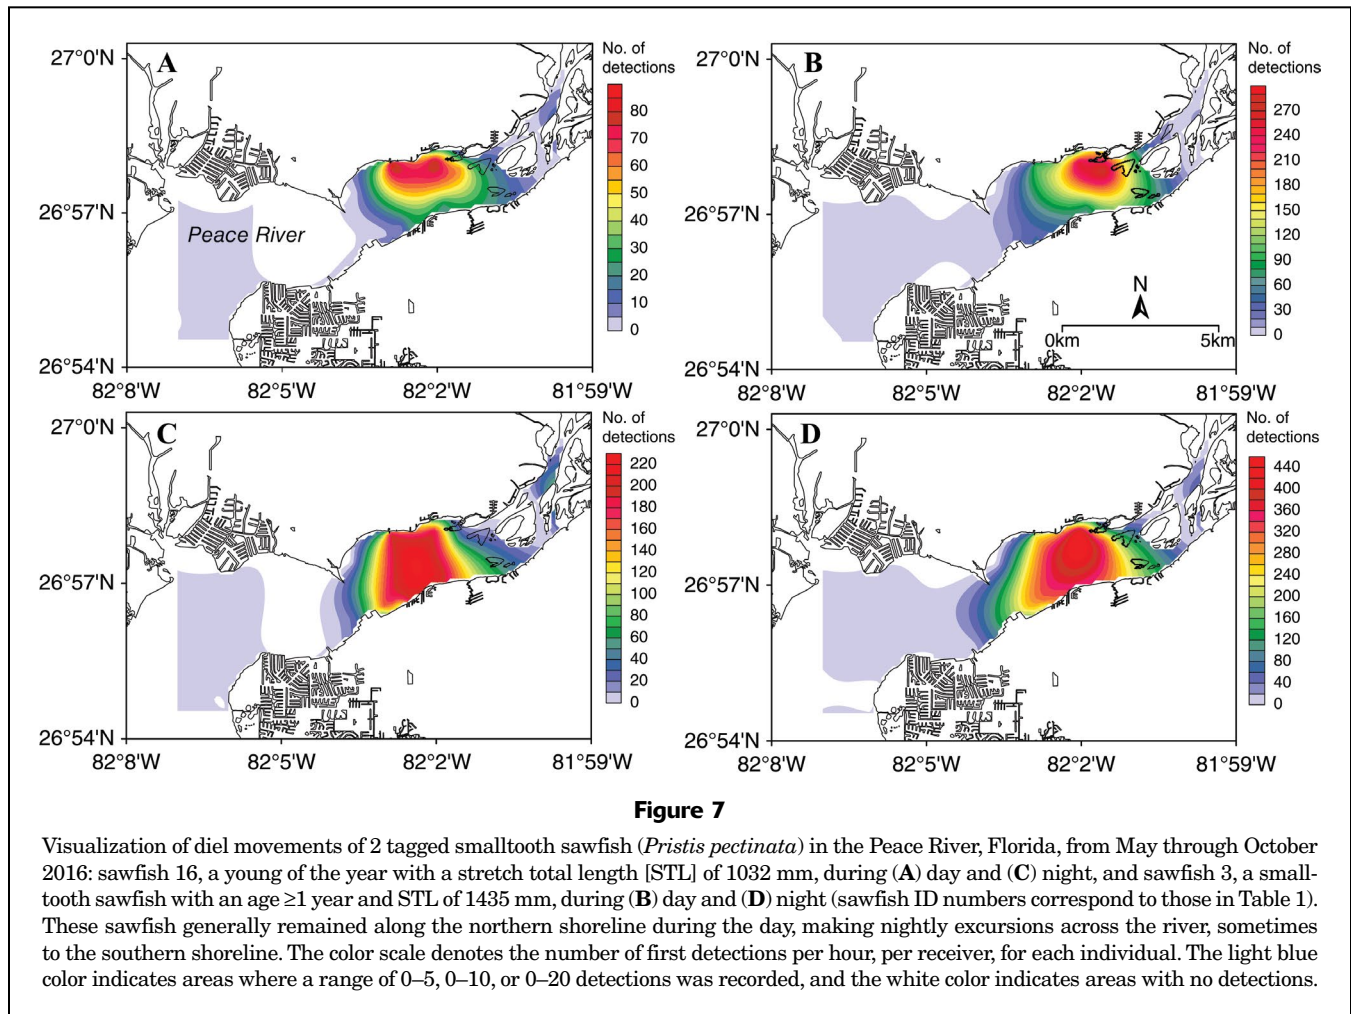 A
27°0'N
26°57'N
26°54'N
82°8'W
82°5'W
82°2'W
81°59'W
Peace River
No. of
detections
80
70
60
50
40
30
20
10
0
B
27°0'N
26°57'N
26°54'N
82°8'W
82°5'W
82°2'W
81°59'W
N
0km
5km
No. of
detections
270
240
210
180
150
120
90
60
30
0
C
27°0'N
26°57'N
26°54'N
82°8'W
82°5'W
82°2'W
81°59'W
No. of
detections
220
200
180
160
140
120
100
80
60
40
20
0
D
27°0'N
26°57'N
26°54'N
82°8'W
82°5'W
82°2'W
81°59'W
No. of
detections
440
400
360
320
280
240
200
160
120
80
40
0
Figure 7
Visualization of diel movements of 2 tagged smalltooth sawfish (Pristis pectinata) in the Peace River, Florida, from May through October
2016: sawfish 16, a young of the year with a stretch total length [STL] of 1032 mm, during (A) day and (C) night, and sawfish 3, a small-
tooth sawfish with an age ≥1 year and STL of 1435 mm, during (B) day and (D) night (sawfish ID numbers correspond to those in Table 1).
These sawfish generally remained along the northern shoreline during the day, making nightly excursions across the river, sometimes
to the southern shoreline. The color scale denotes the number of first detections per hour, per receiver, for each individual. The light blue
color indicates areas where a range of 0–5, 0–10, or 0–20 detections was recorded, and the white color indicates areas with no detections.